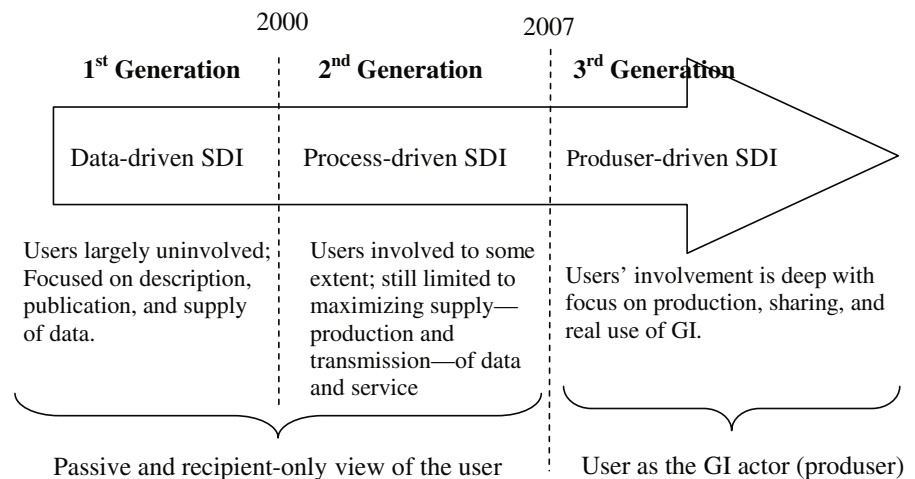 2000
2007
1st Generation
2nd Generation
3rd Generation
Data-driven SDI
Process-driven SDI
Produser-driven SDI
Users largely uninvolved;
Focused on description,
publication, and supply
of data.
Users involved to some
extent; still limited to
maximizing supply—
production and
transmission—of data
and service
Users’ involvement is deep with
focus on production, sharing, and
real use of GI.
Passive and recipient-only view of the user
User as the GI actor (produser)